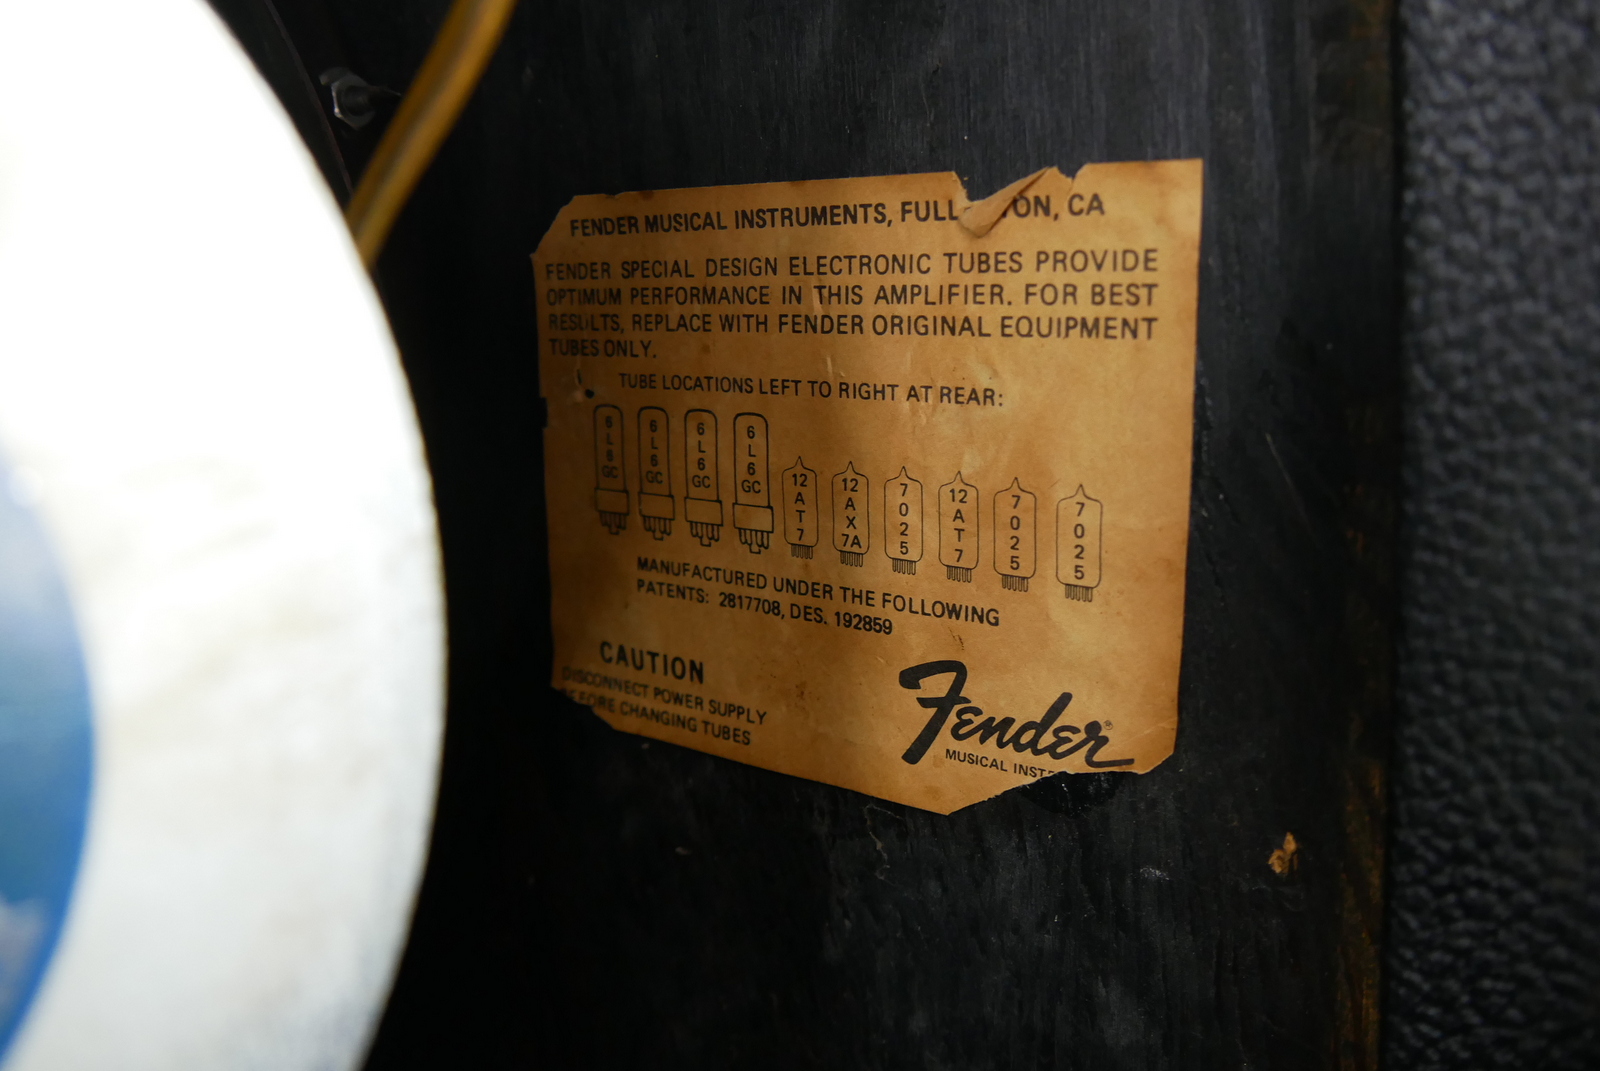 FENDER MUSICAL INSTRUMENTS, FULL TON, CA
FENDER SPECIAL DESIGN ELECTRONIC TUBES PROVIDE
OPTIMUM PERFORMANCE IN THIS AMPLIFIER. FOR BEST
RESULTS, REPLACE WITH FENDER ORIGINAL EQUIPMENT
TUBES ONLY.
TUBE LOCATIONS LEFT TO RIGHT AT REAR:
6L6GC 6L6GC 6L6GC 6L6GC 12AT7 12AX7A 7025 12AT7 7025 7025
MANUFACTURED UNDER THE FOLLOWING
PATENTS: 2817708, DES. 192859
CAUTION
DISCONNECT POWER SUPPLY
BEFORE CHANGING TUBES
Fender®
MUSICAL INSTR